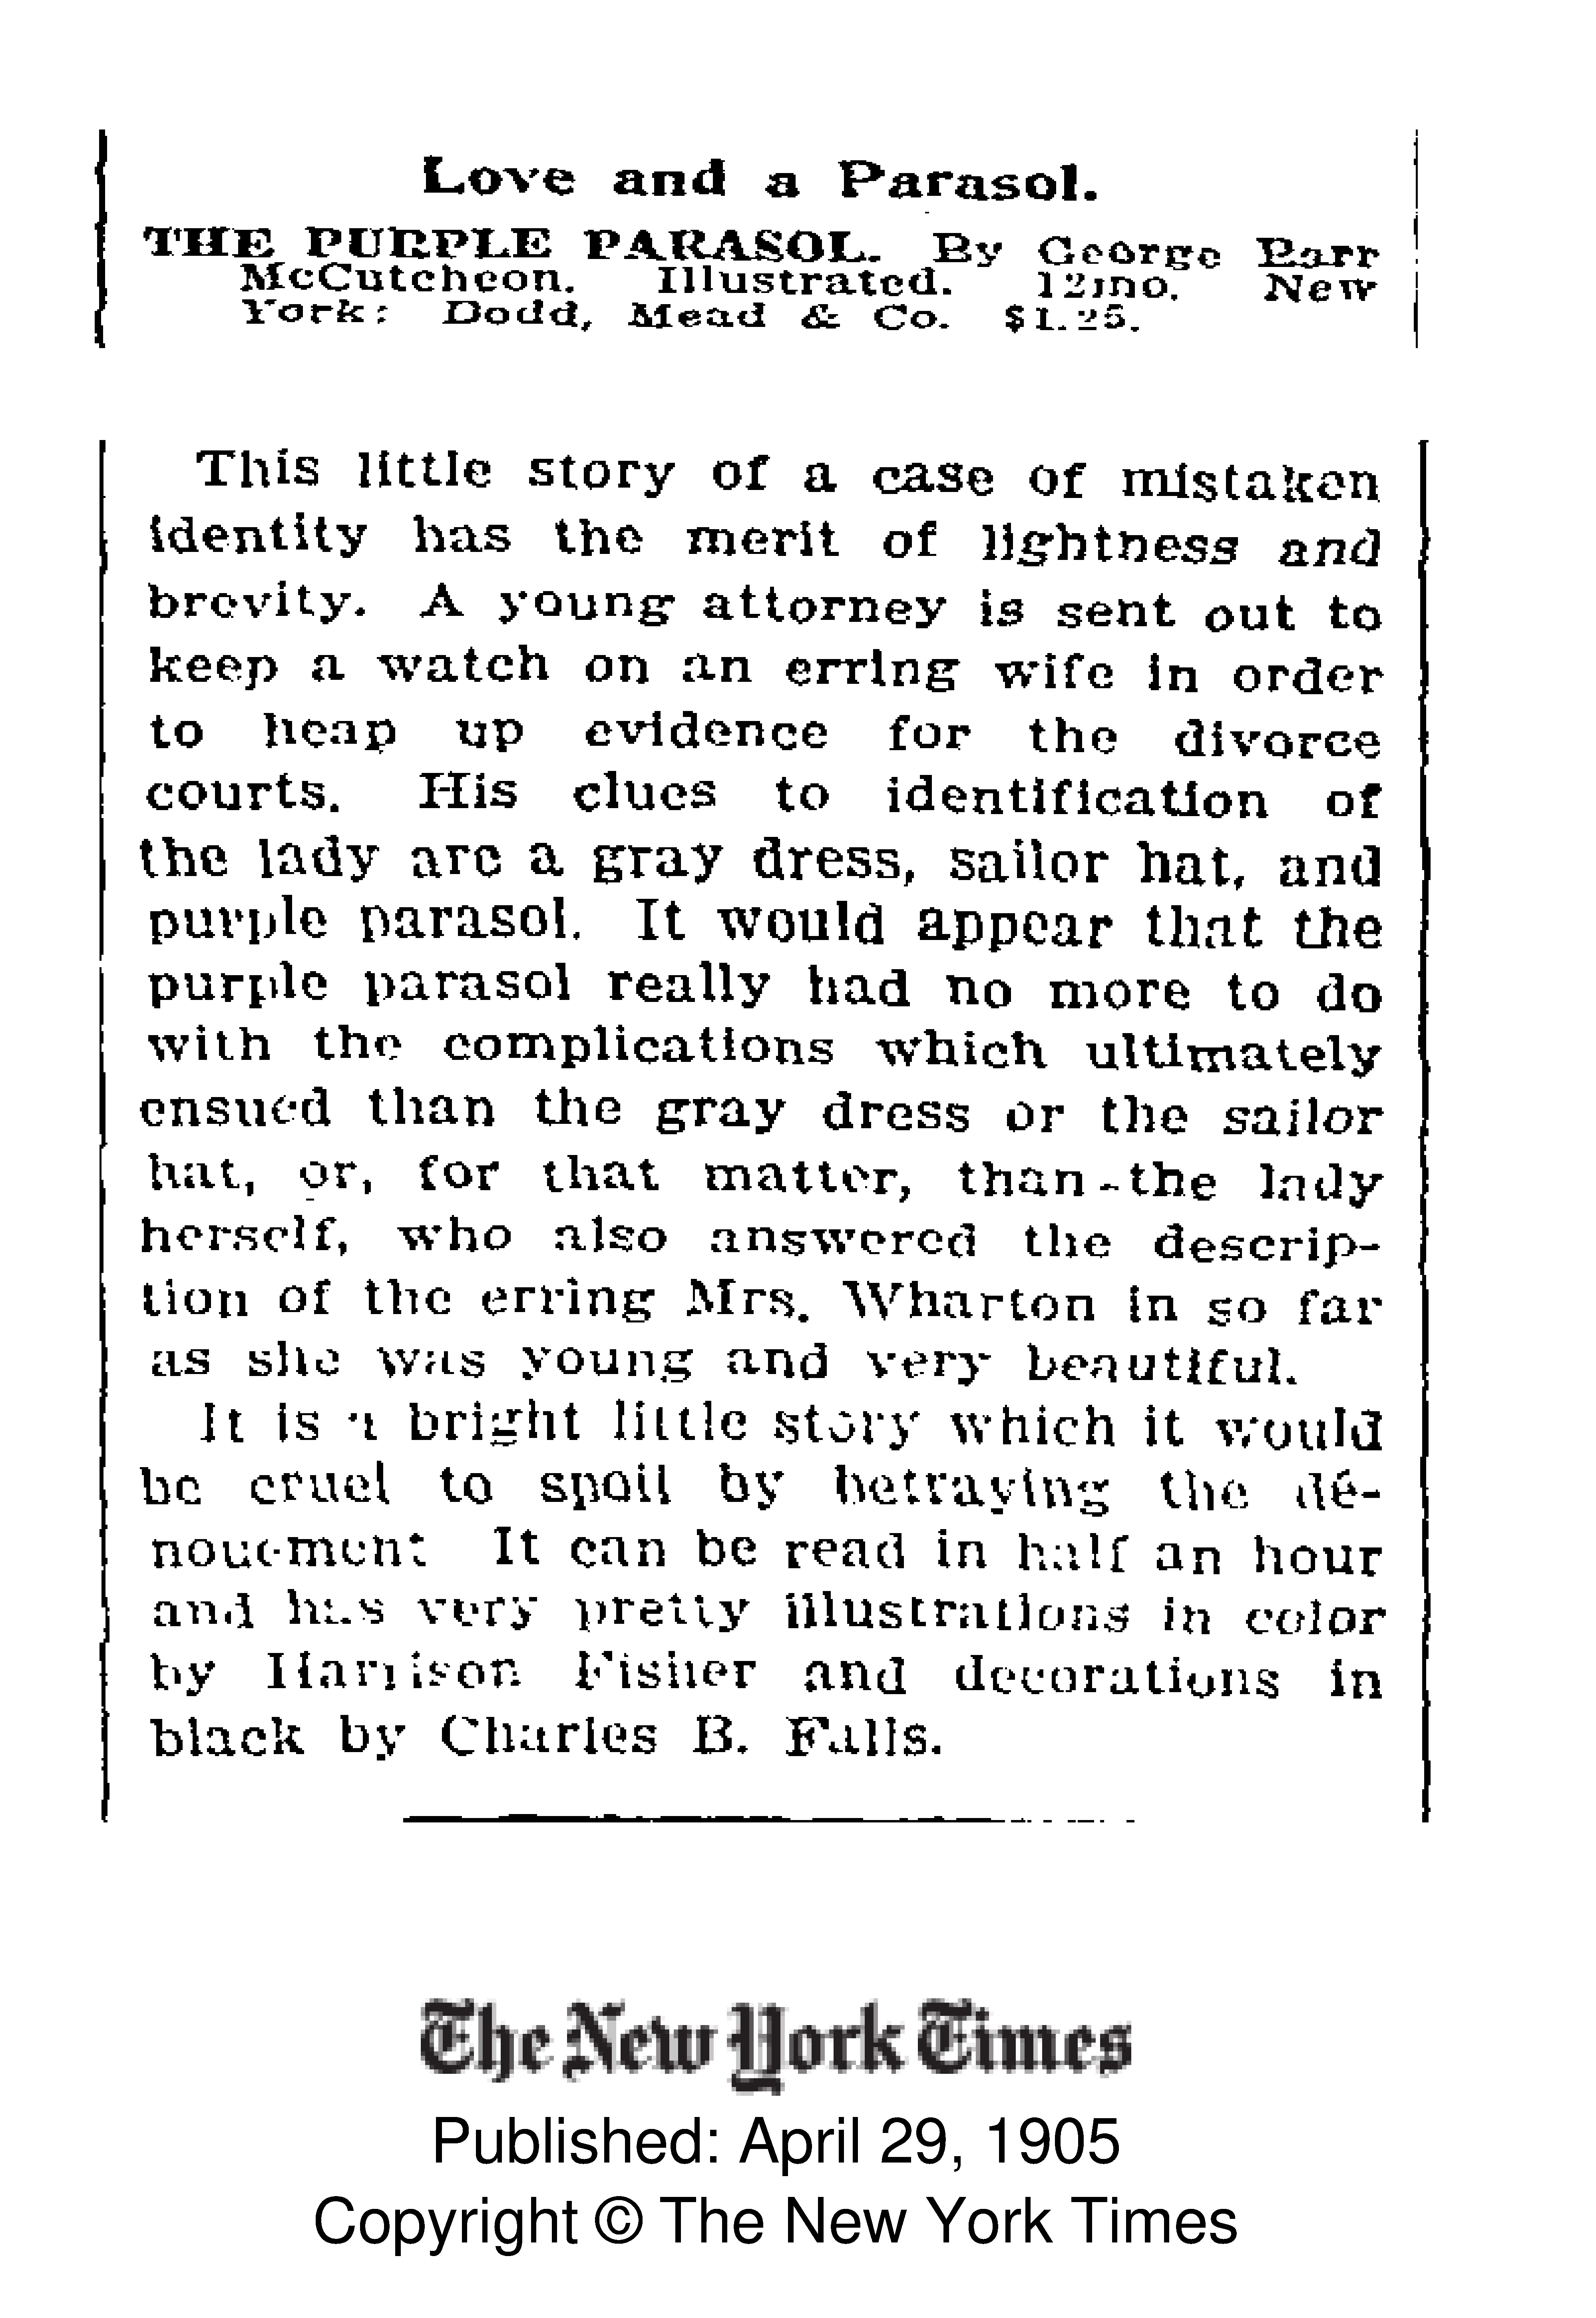 Love and a Parasol.
THE PURPLE PARASOL. By George Barr
McCutcheon. Illustrated. 12mo. New
York: Dodd, Mead & Co. $1.25.
This little story of a case of mistaken
identity has the merit of lightness and
brevity. A young attorney is sent out to
keep a watch on an erring wife in order
to heap up evidence for the divorce
courts. His clues to identification of
the lady are a gray dress, sailor hat, and
purple parasol. It would appear that the
purple parasol really had no more to do
with the complications which ultimately
ensued than the gray dress or the sailor
hat, or, for that matter, than the lady
herself, who also answered the descrip-
tion of the erring Mrs. Wharton in so far
as she was young and very beautiful.
It is a bright little story which it would
be cruel to spoil by betraying the dé-
nouement It can be read in half an hour
and has very pretty illustrations in color
by Harrison Fisher and decorations in
black by Charles B. Falls.
The New York Times
Published: April 29, 1905
Copyright © The New York Times